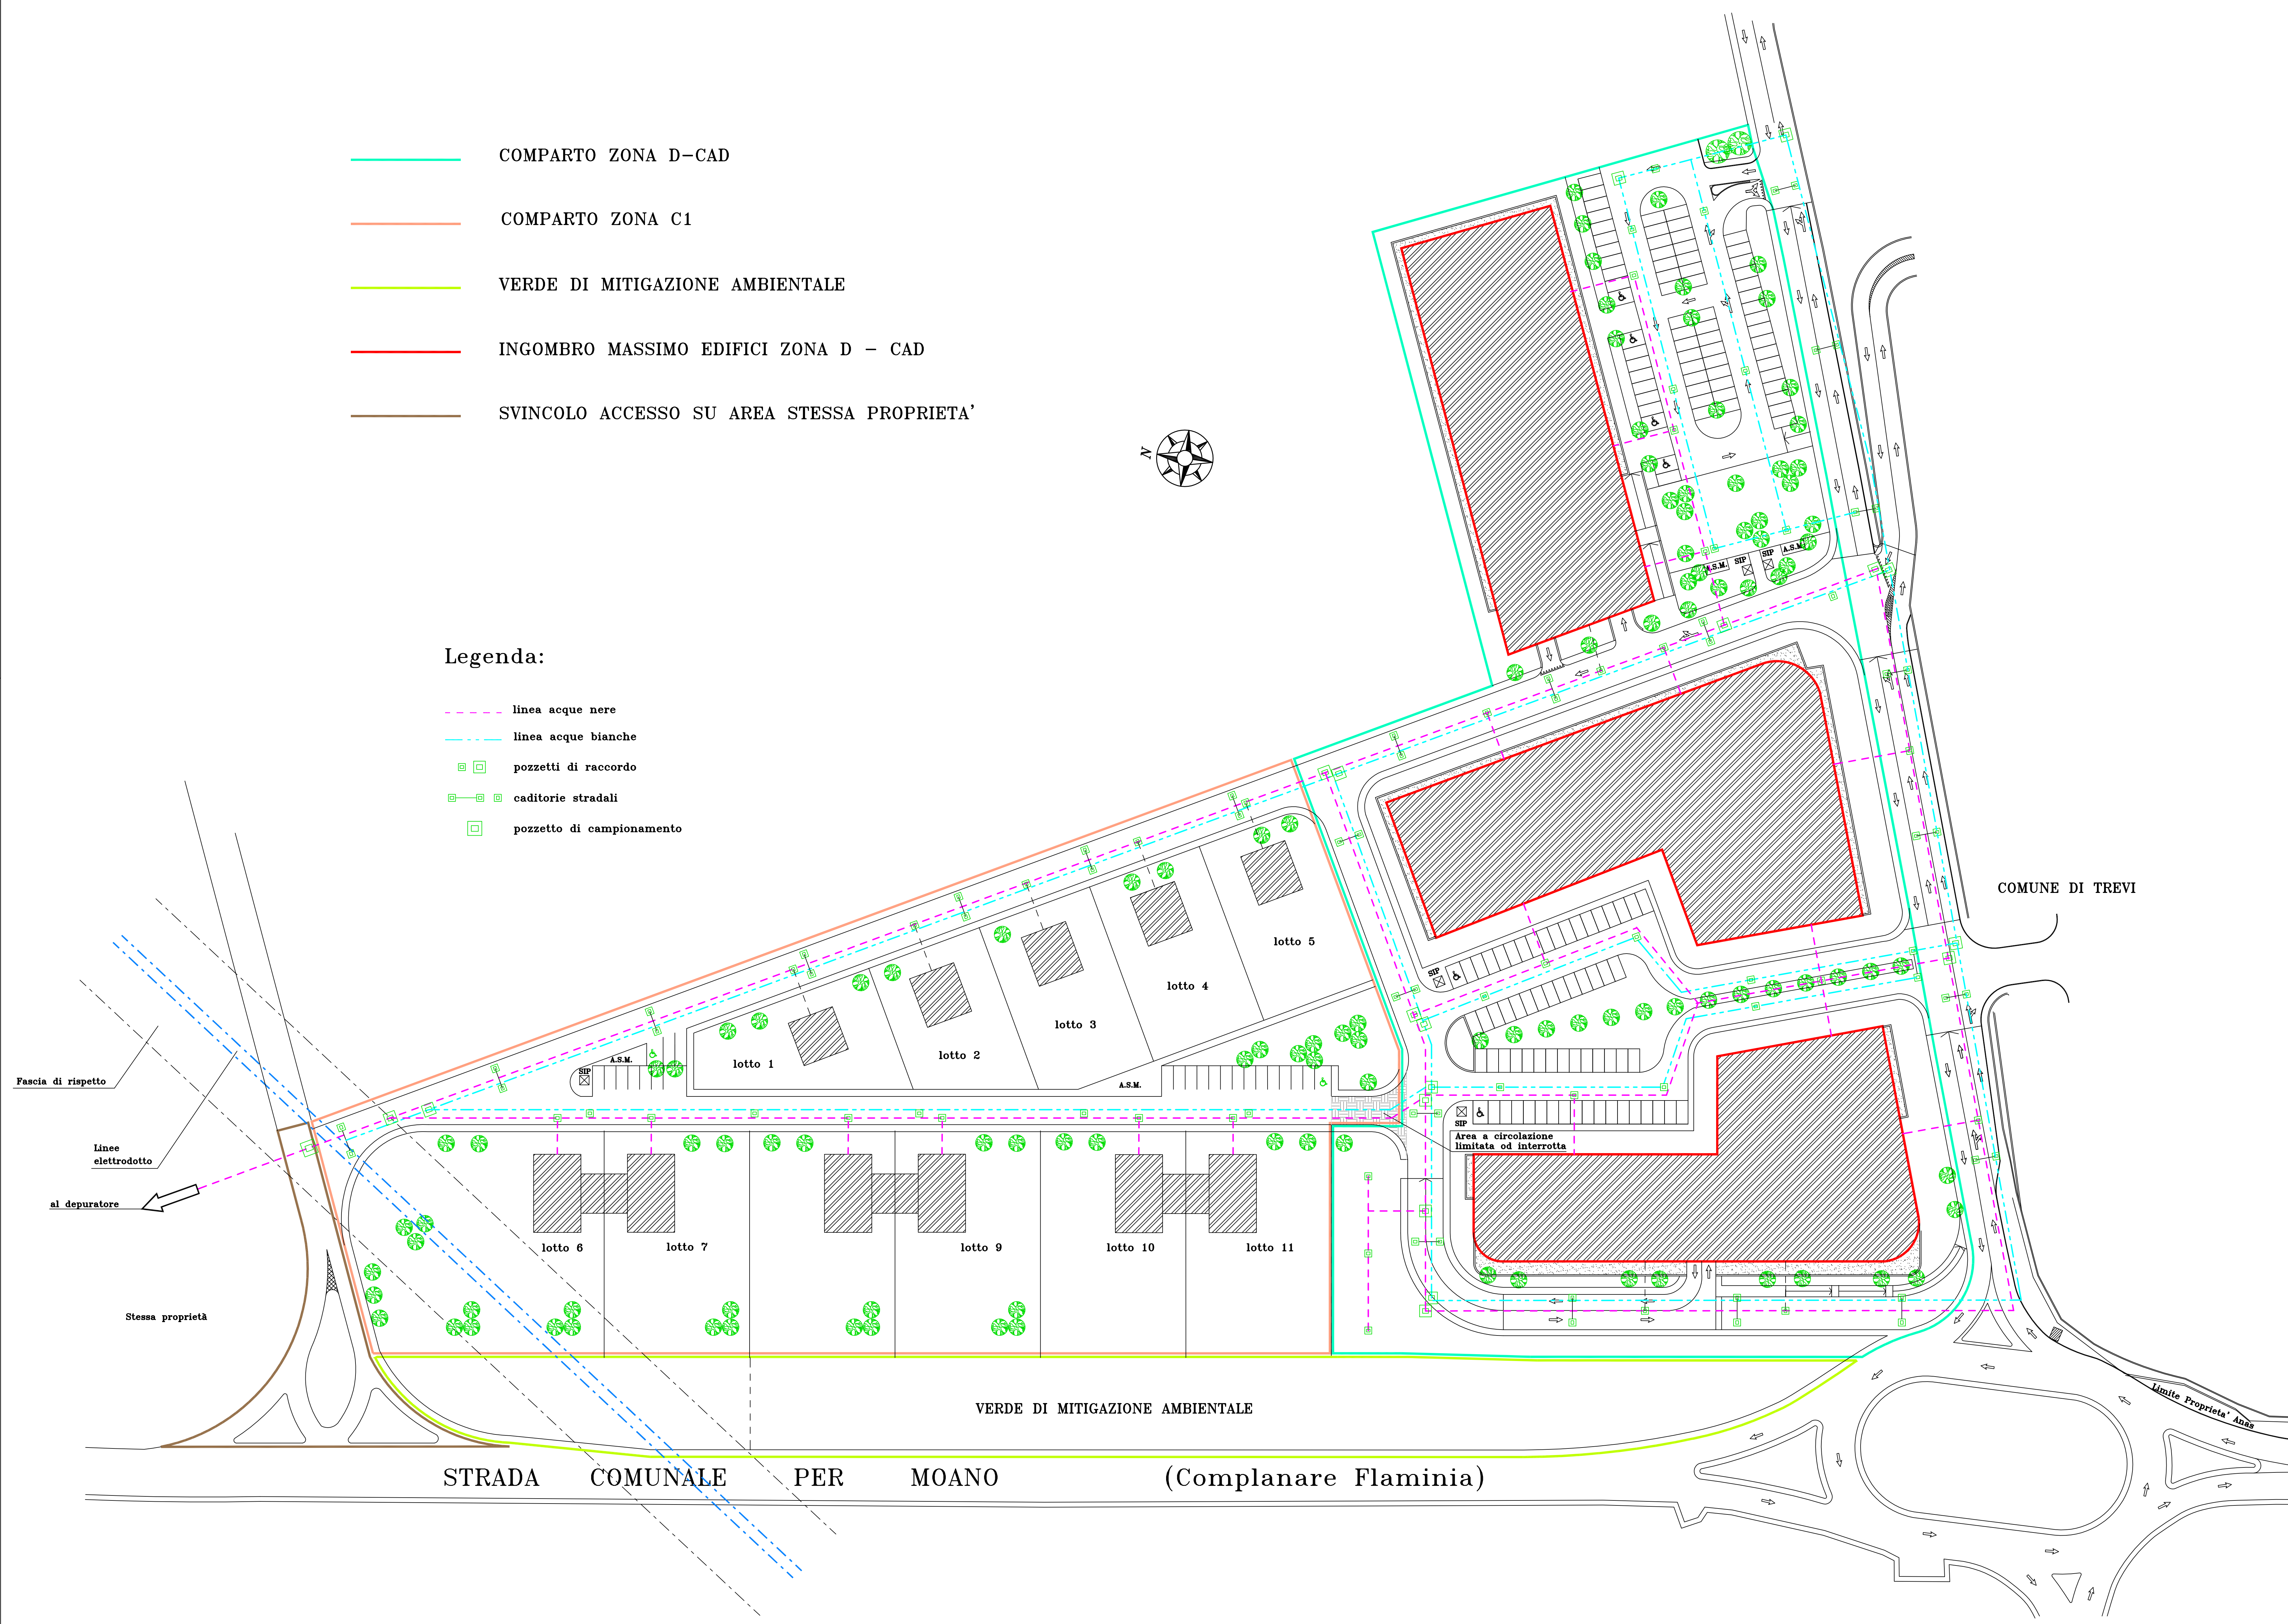 COMPARTO ZONA D-CAD
COMPARTO ZONA C1
VERDE DI MITIGAZIONE AMBIENTALE
INGOMBRO MASSIMO EDIFICI ZONA D - CAD
SVINCOLO ACCESSO SU AREA STESSA PROPRIETA'
N
Legenda:
linea acque nere
linea acque bianche
pozzetti di raccordo
caditorie stradali
pozzetto di campionamento
A.S.M.
SIP
SIP
A.S.M.
COMUNE DI TREVI
lotto 5
lotto 4
lotto 3
lotto 2
lotto 1
SIP
A.S.M.
SIP
A.S.M.
SIP
Area a circolazione
limitata od interrotta
Fascia di rispetto
Linee
elettrodotto
al depuratore
Stessa proprietà
lotto 6
lotto 7
lotto 9
lotto 10
lotto 11
VERDE DI MITIGAZIONE AMBIENTALE
Limite Proprieta' Anas
STRADA COMUNALE PER MOANO (Complanare Flaminia)